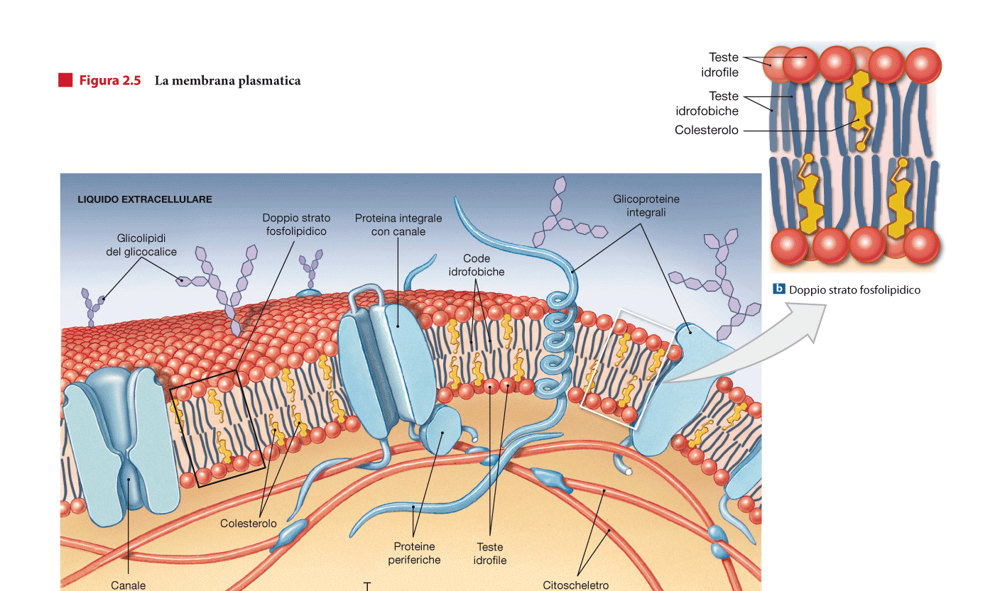 Figura 2.5 La membrana plasmatica
Teste
idrofile
Teste
idrofobiche
Colesterolo
b Doppio strato fosfolipidico
LIQUIDO EXTRACELLULARE
Glicolipidi
del glicocalice
Doppio strato
fosfolipidico
Proteina integrale
con canale
Code
idrofobiche
Glicoproteine
integrali
Colesterolo
Proteine
periferiche
Teste
idrofile
Canale
Citoscheletro